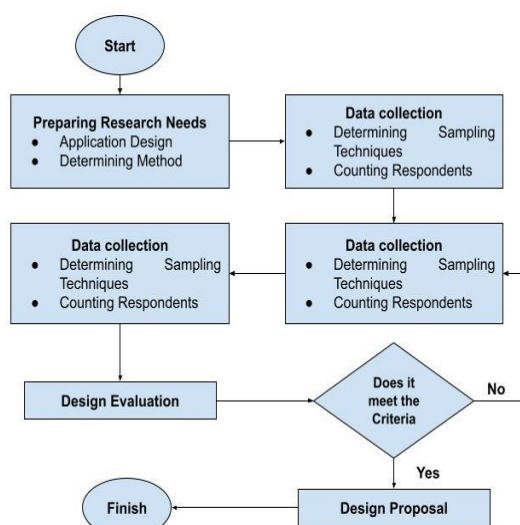 Start
Preparing Research Needs
● Application Design
● Determining Method
Data collection
● Determining Sampling
Techniques
● Counting Respondents
Data collection
● Determining Sampling
Techniques
● Counting Respondents
Data collection
● Determining Sampling
Techniques
● Counting Respondents
Design Evaluation
Does it
meet the
Criteria
No
Yes
Finish
Design Proposal